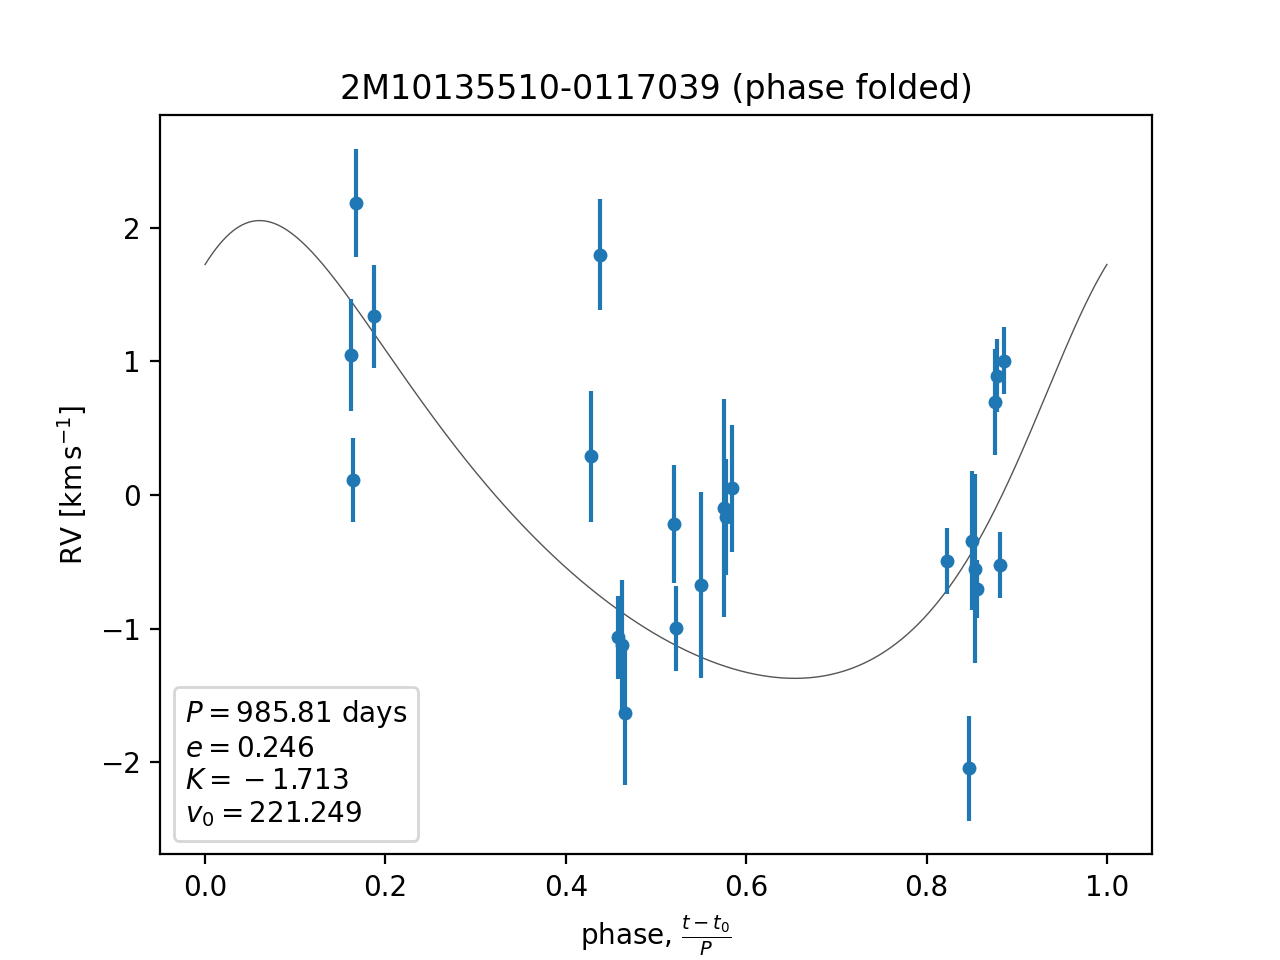 2M10135510-0117039 (phase folded)
RV [km s⁻¹]
2
1
0
−1
−2
P = 985.81 days
e = 0.246
K = −1.713
v₀ = 221.249
0.0 0.2 0.4 0.6 0.8 1.0
phase, (t − t₀)/P